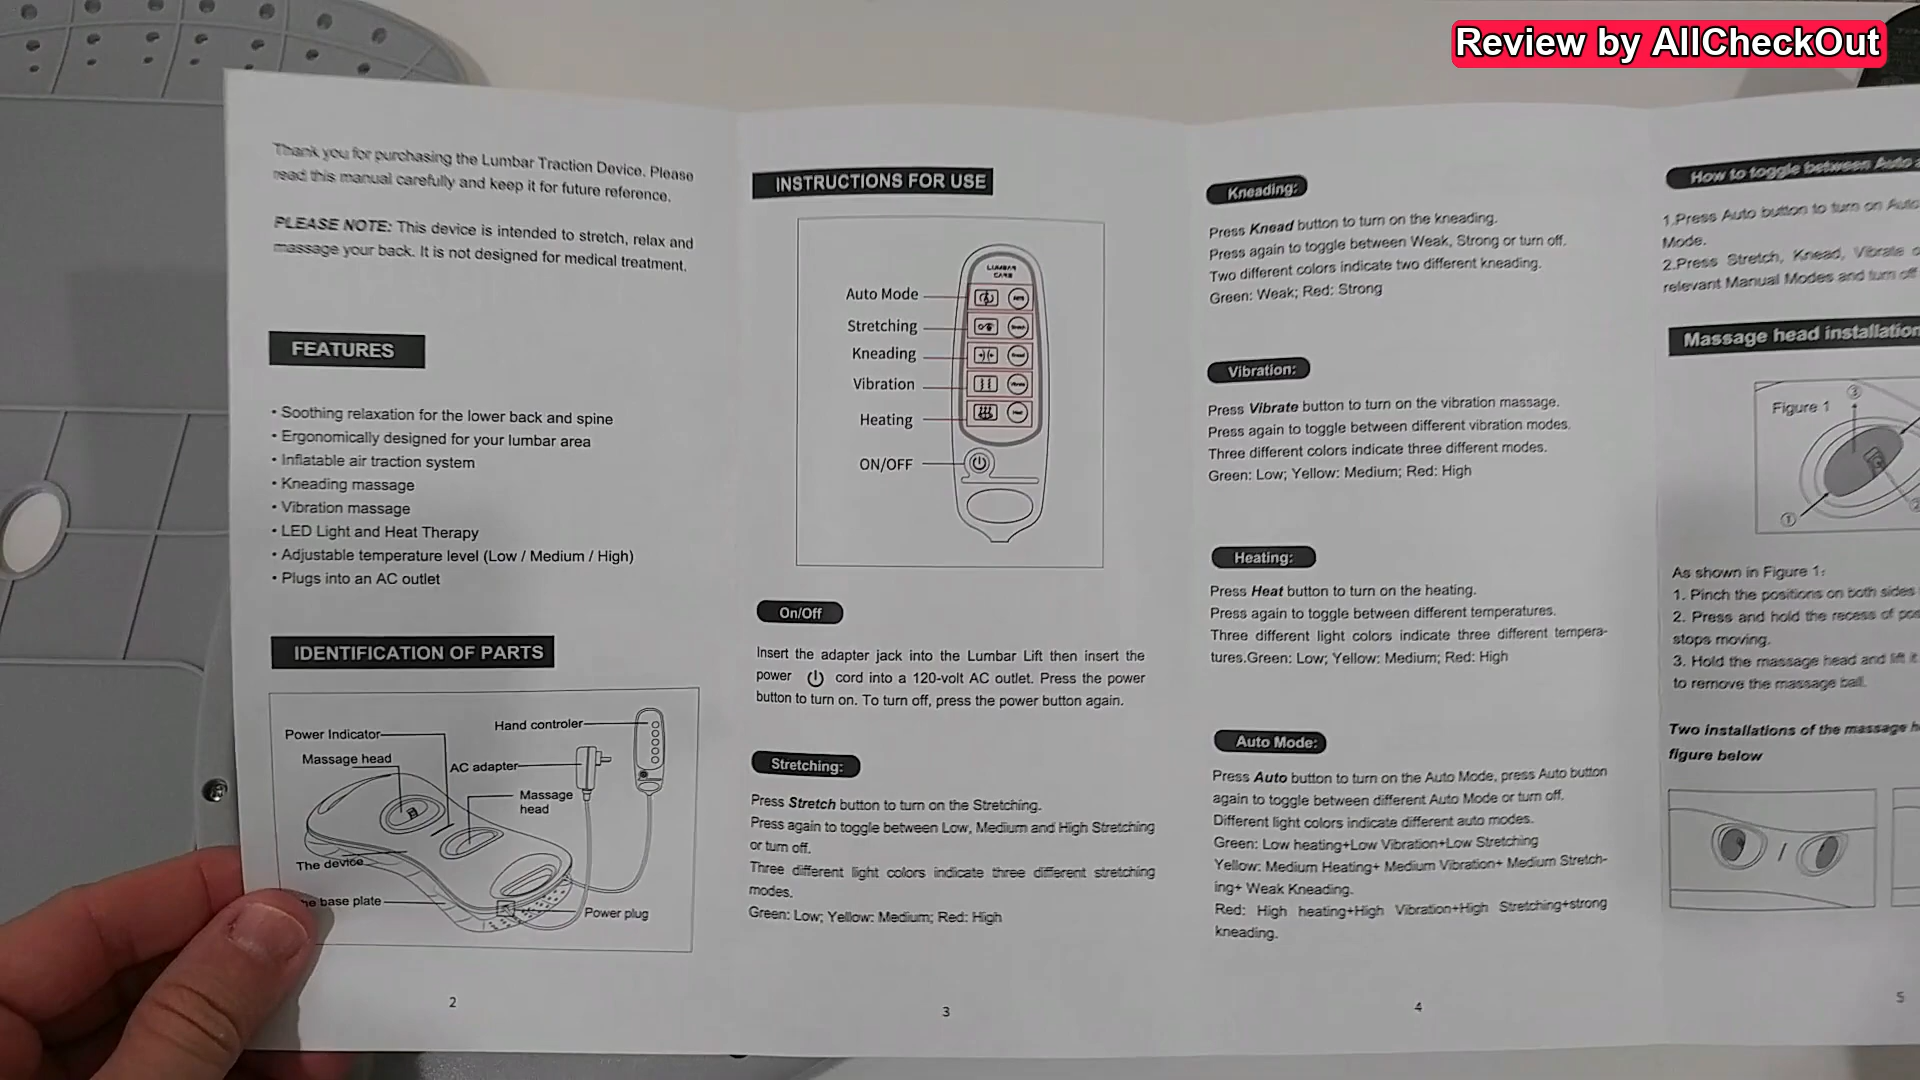 Review by AllCheckOut
Thank you for purchasing the Lumbar Traction Device. Please
read this manual carefully and keep it for future reference.
PLEASE NOTE: This device is intended to stretch, relax and
massage your back. It is not designed for medical treatment.
FEATURES
• Soothing relaxation for the lower back and spine
• Ergonomically designed for your lumbar area
• Inflatable air traction system
• Kneading massage
• Vibration massage
• LED Light and Heat Therapy
• Adjustable temperature level (Low / Medium / High)
• Plugs into an AC outlet
IDENTIFICATION OF PARTS
Hand controler
Power Indicator
Massage head
AC adapter
Massage
head
The device
base plate
Power plug
2
INSTRUCTIONS FOR USE
LUMBAR
CARE
Auto Mode
Stretching
Kneading
Vibration
Heating
ON/OFF
On/Off
Insert the adapter jack into the Lumbar Lift then insert the
power cord into a 120-volt AC outlet. Press the power
button to turn on. To turn off, press the power button again.
Stretching:
Press Stretch button to turn on the Stretching.
Press again to toggle between Low, Medium and High Stretching
or turn off.
Three different light colors indicate three different stretching
modes.
Green: Low; Yellow: Medium; Red: High
3
Kneading:
Press Knead button to turn on the kneading.
Press again to toggle between Weak, Strong or turn off.
Two different colors indicate two different kneading.
Green: Weak; Red: Strong
Vibration:
Press Vibrate button to turn on the vibration massage.
Press again to toggle between different vibration modes.
Three different colors indicate three different modes.
Green: Low; Yellow: Medium; Red: High
Heating:
Press Heat button to turn on the heating.
Press again to toggle between different temperatures.
Three different light colors indicate three different tempera-
tures.Green: Low; Yellow: Medium; Red: High
Auto Mode:
Press Auto button to turn on the Auto Mode, press Auto button
again to toggle between different Auto Mode or turn off.
Different light colors indicate different auto modes.
Green: Low heating+Low Vibration+Low Stretching
Yellow: Medium Heating+ Medium Vibration+ Medium Stretch-
ing+ Weak Kneading.
Red: High heating+High Vibration+High Stretching+strong
kneading.
4
How to toggle between Auto
1.Press Auto button to turn on Auto
Mode.
2.Press Stretch, Knead, Vibrate
relevant Manual Modes and turn off
Massage head installation
Figure 1
③
①
As shown in Figure 1:
1. Pinch the positions on both sides
2. Press and hold the recess of
stops moving.
3. Hold the massage head and lift it
to remove the massage ball.
Two installations of the massage
figure below
5